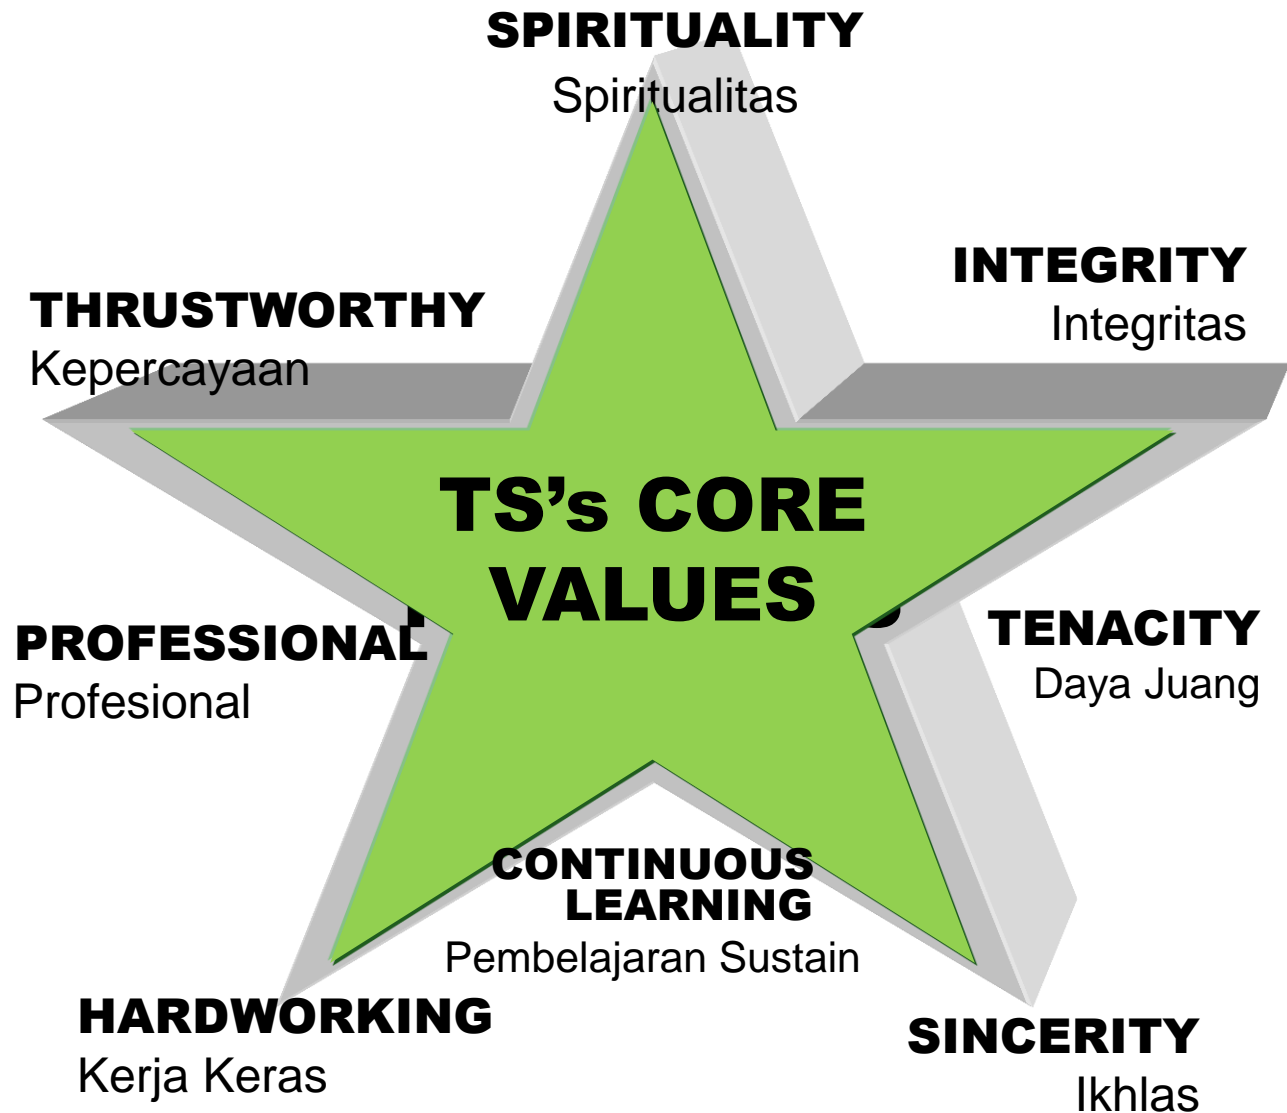 SPIRITUALITY
Spiritualitas
INTEGRITY
Integritas
THRUSTWORTHY
Kepercayaan
TS’s CORE
VALUES
PROFESSIONAL
Profesional
TENACITY
Daya Juang
CONTINUOUS
LEARNING
Pembelajaran Sustain
HARDWORKING
Kerja Keras
SINCERITY
Ikhlas